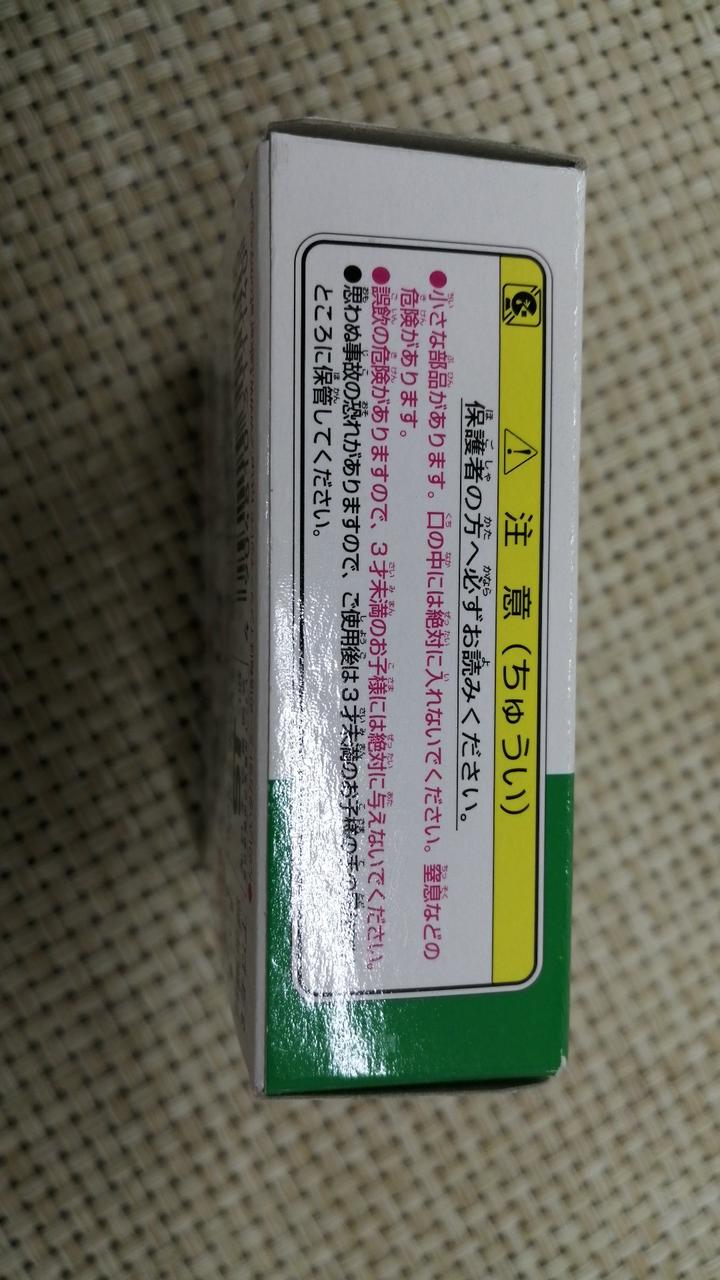 注意(ちゅうい)
保護者の方へ必ずお読みください。
●小さな部品があります。口の中には絶対に入れないでください。窒息などの
危険があります。
●誤飲の危険がありますので、3才未満のお子様には絶対に与えないでください。
●思わぬ事故の恐れがありますので、ご使用後は3才未満のお子様の手の
ところに保管してください。